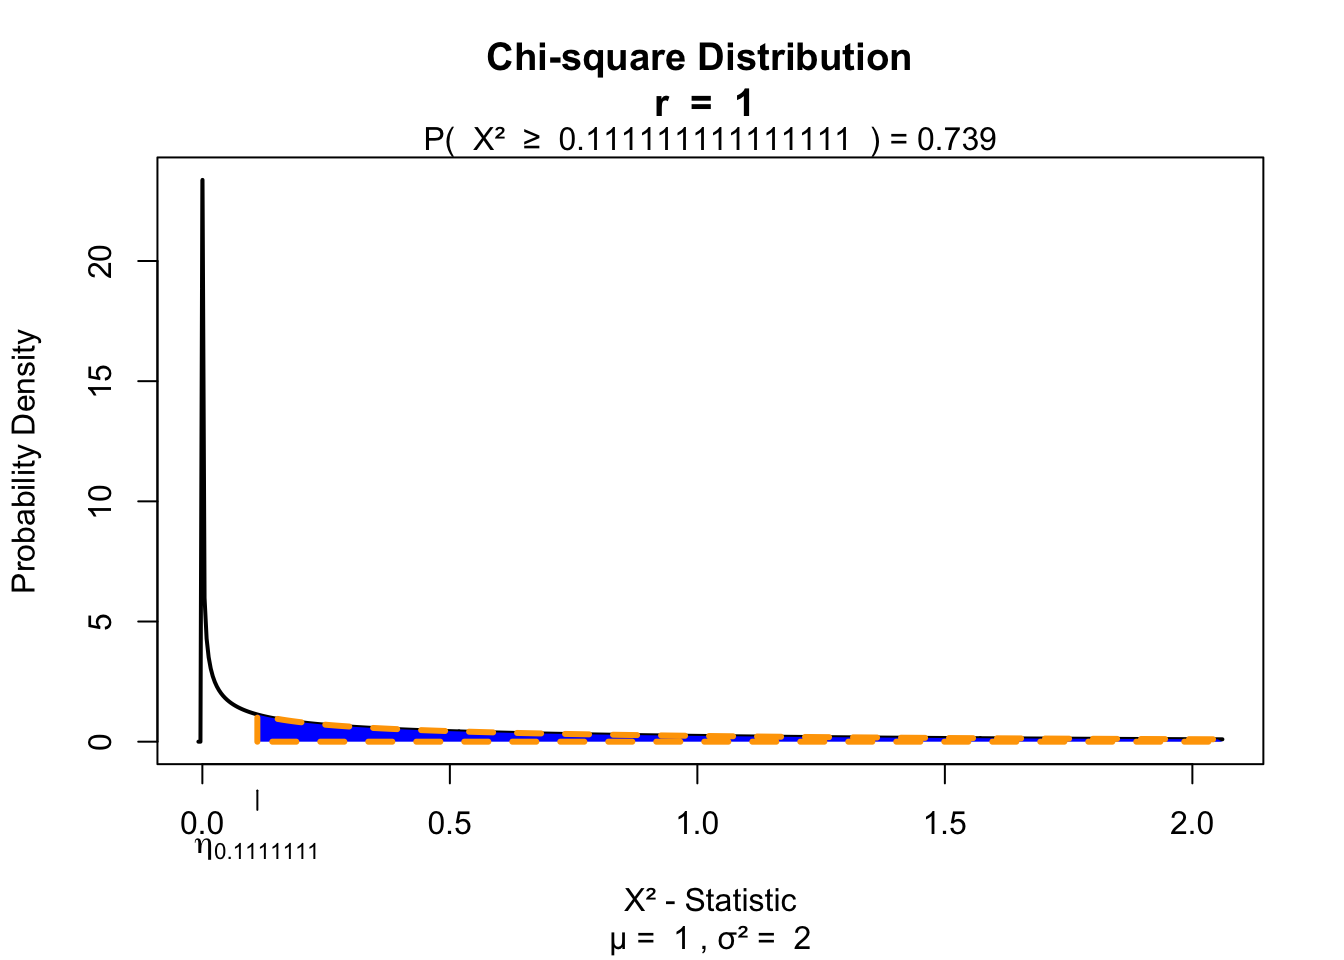 Chi-square Distribution
r = 1
P( X² ≥ 0.111111111111111 ) = 0.739
Probability Density
20
15
10
5
0
0.0 0.5 1.0 1.5 2.0
η0.1111111
X² - Statistic
μ = 1 , σ² = 2